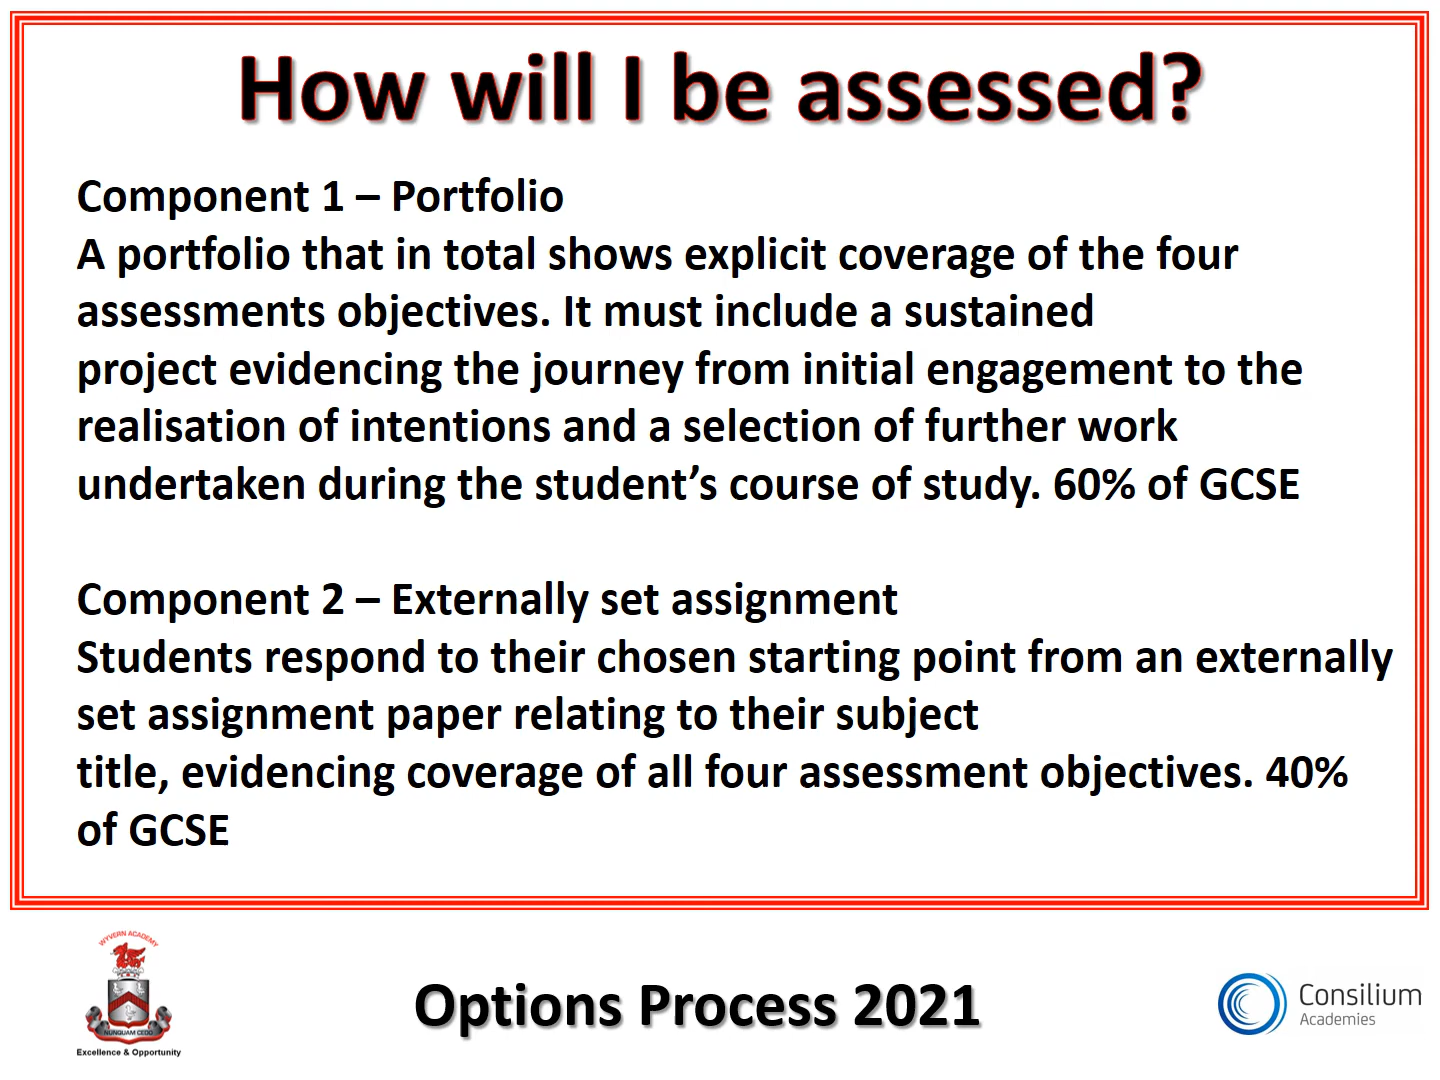 How will I be assessed?
Component 1 – Portfolio
A portfolio that in total shows explicit coverage of the four
assessments objectives. It must include a sustained
project evidencing the journey from initial engagement to the
realisation of intentions and a selection of further work
undertaken during the student’s course of study. 60% of GCSE
Component 2 – Externally set assignment
Students respond to their chosen starting point from an externally
set assignment paper relating to their subject
title, evidencing coverage of all four assessment objectives. 40%
of GCSE
WYVERN ACADEMY
NUNQUAM CEDO
Excellence & Opportunity
Options Process 2021
Consilium
Academies